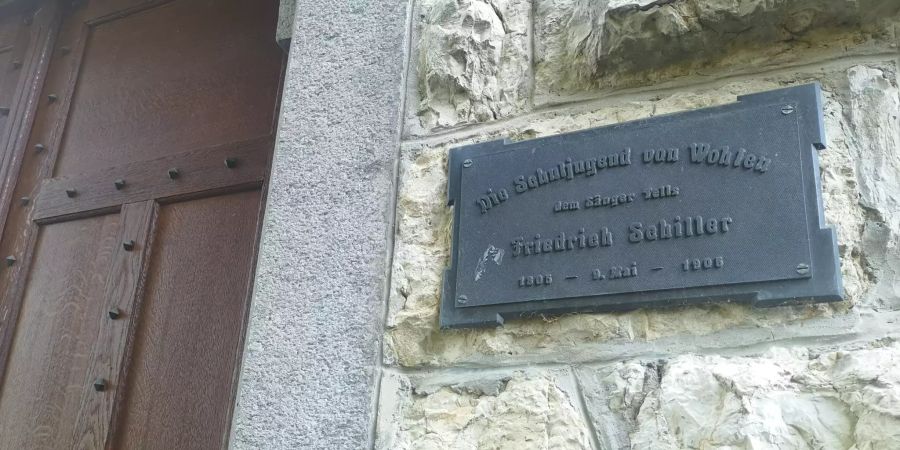 Die Schuljugend von Wohlen
dem Sänger Tells
Friedrich Schiller
1805 – 9. Mai – 1905